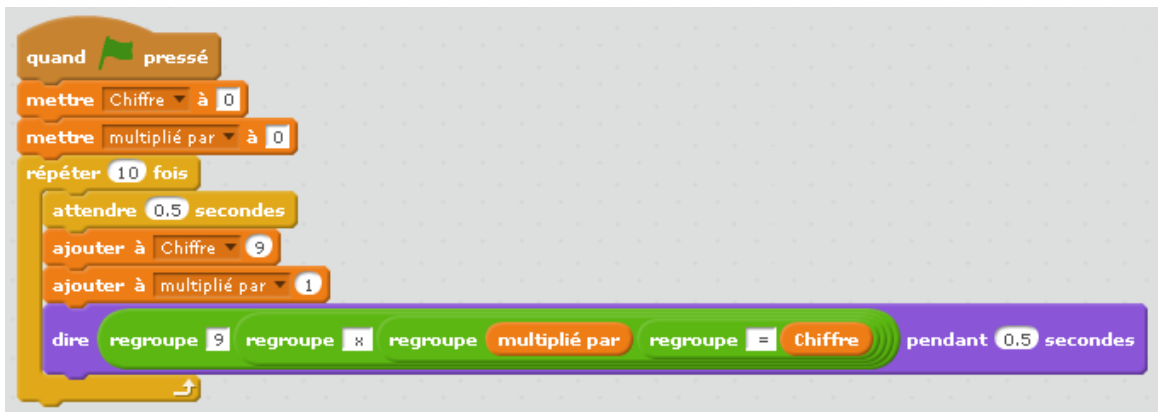 quand pressé
mettre Chiffre à 0
mettre multiplié par à 0
répéter 10 fois
attendre 0.5 secondes
ajouter à Chiffre 9
ajouter à multiplié par 1
dire regroupe 9 regroupe x regroupe multiplié par regroupe = Chiffre pendant 0.5 secondes